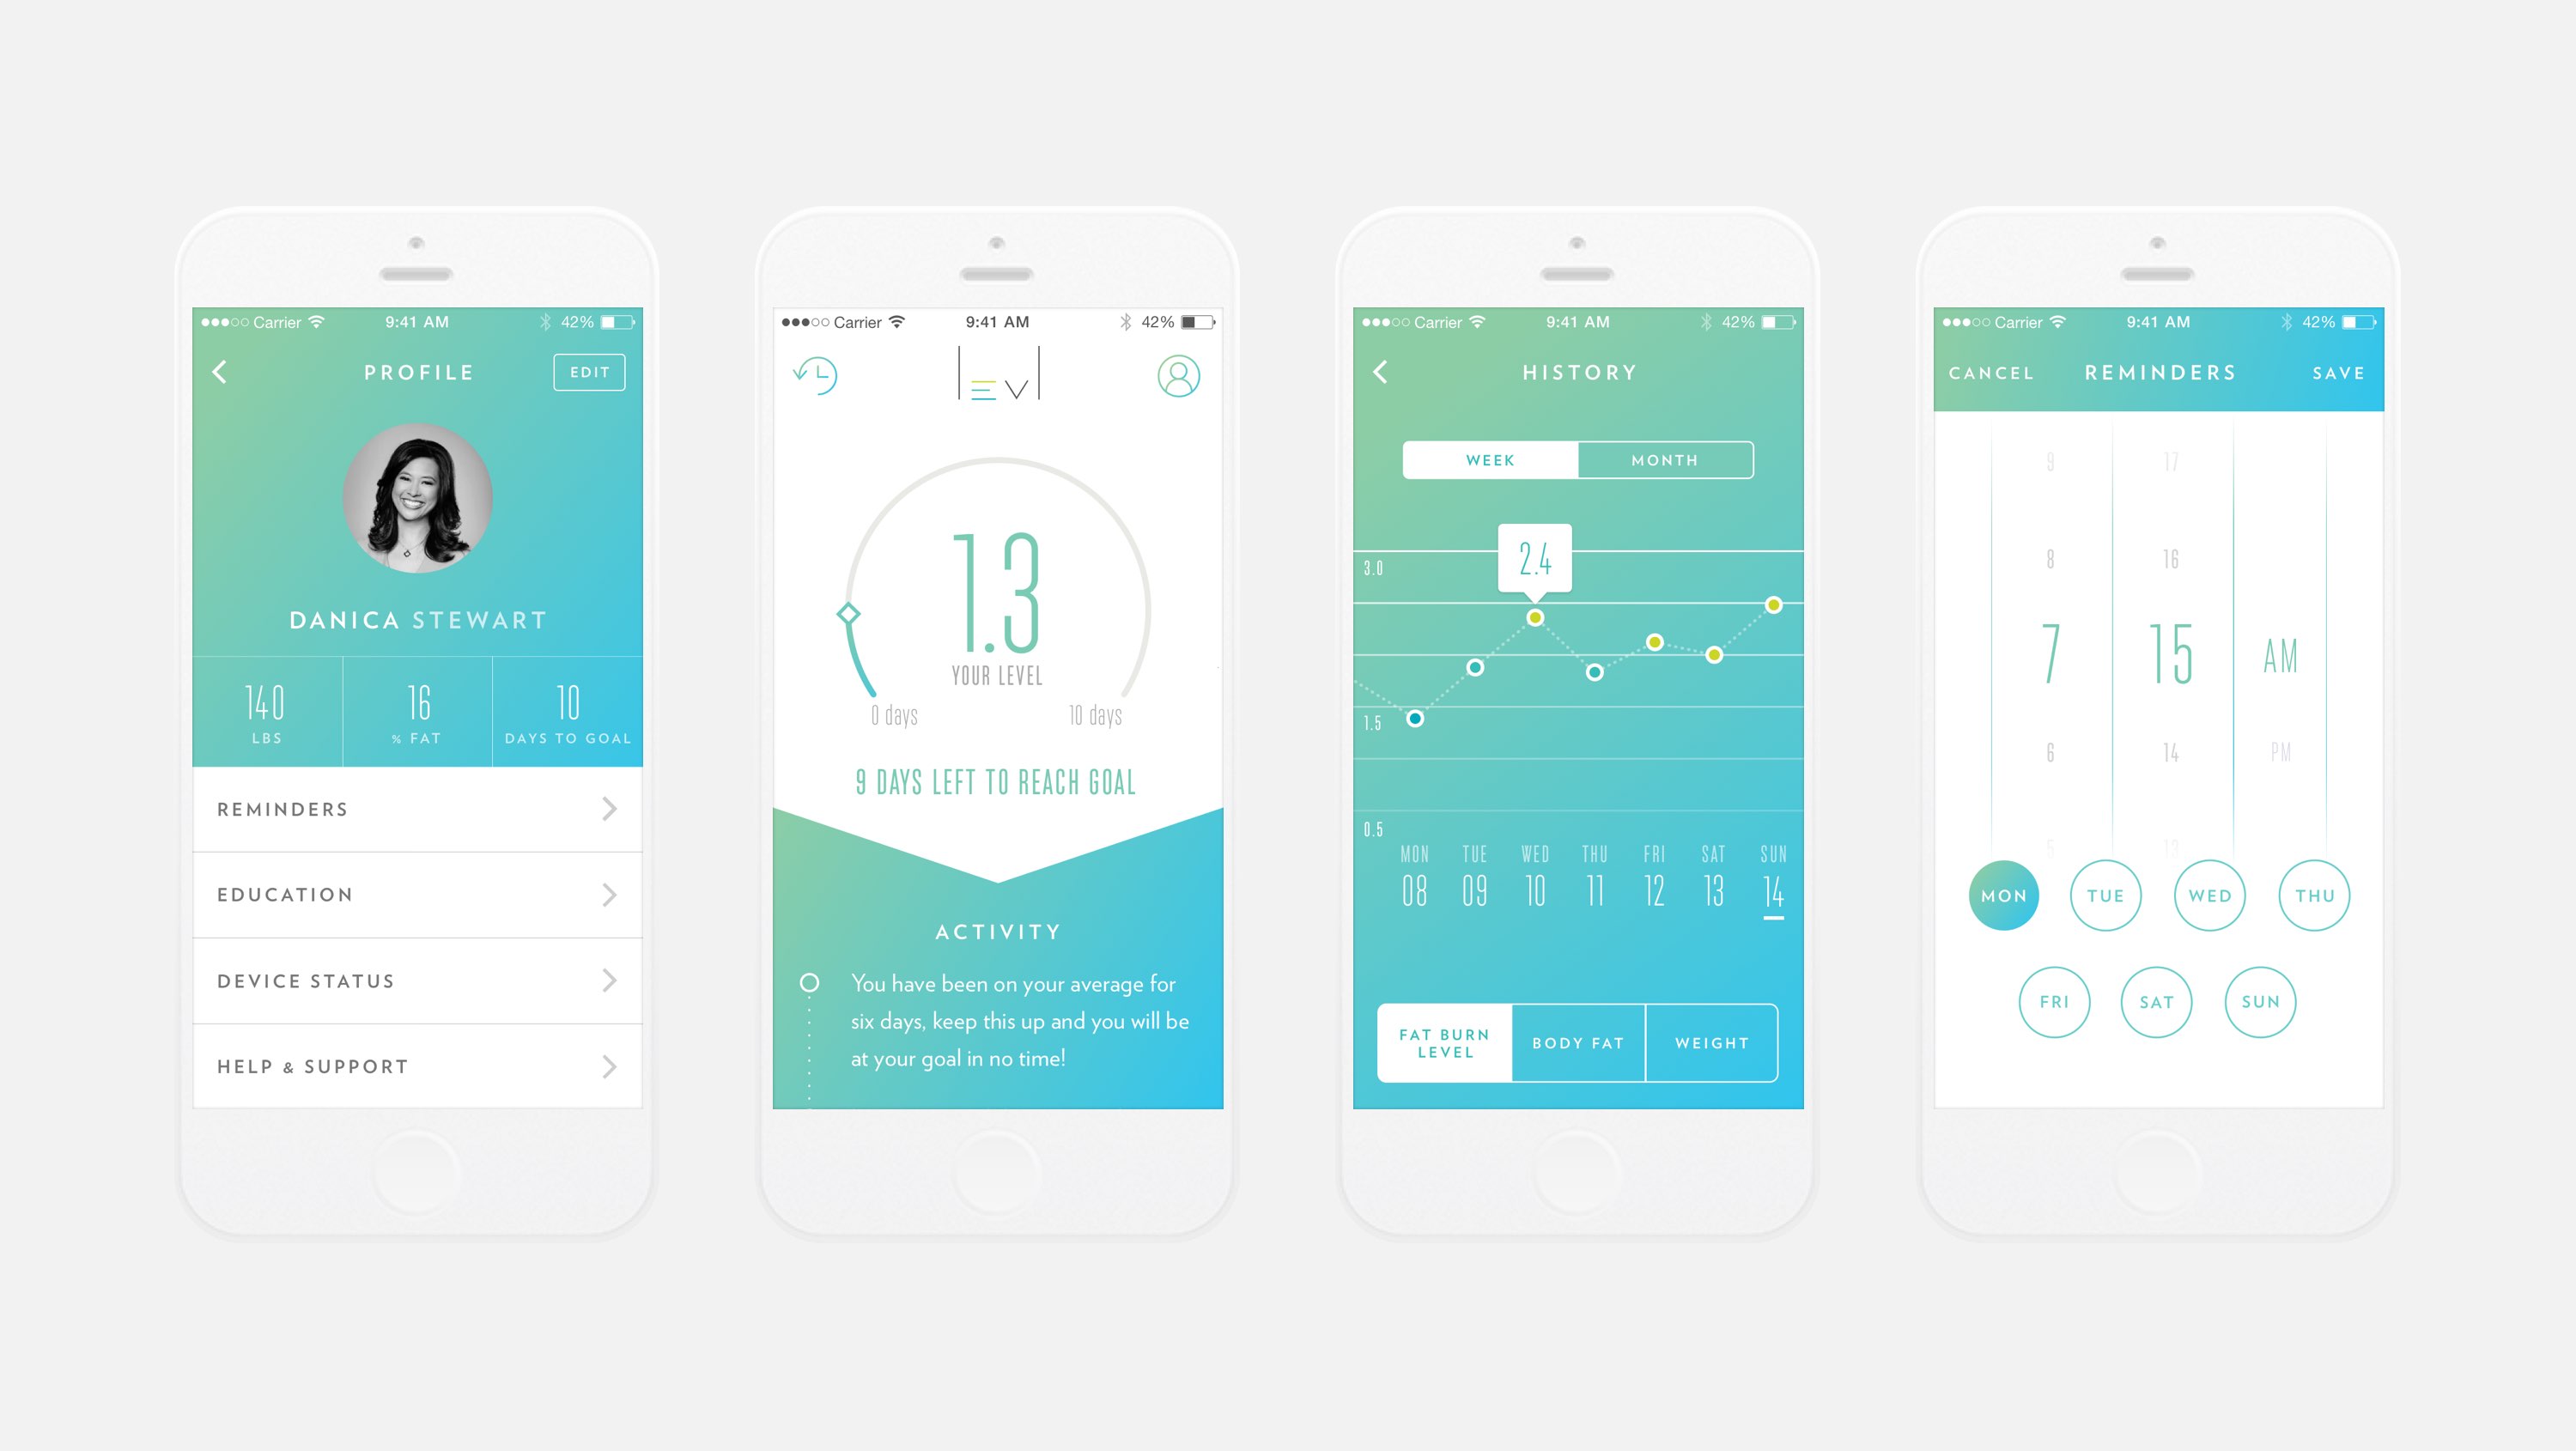 Carrier 9:41 AM 42%
PROFILE EDIT
DANICA STEWART
140 16 10
LBS % FAT DAYS TO GOAL
REMINDERS
EDUCATION
DEVICE STATUS
HELP & SUPPORT
Carrier 9:41 AM 42%
LEVL
1.3
YOUR LEVEL
0 days 10 days
9 DAYS LEFT TO REACH GOAL
ACTIVITY
You have been on your average for
six days, keep this up and you will be
at your goal in no time!
Carrier 9:41 AM 42%
HISTORY
WEEK MONTH
2.4
3.0
1.5
0.5
MON TUE WED THU FRI SAT SUN
08 09 10 11 12 13 14
FAT BURN
LEVEL
BODY FAT WEIGHT
Carrier 9:41 AM 42%
CANCEL REMINDERS SAVE
9 17
8 16
7 15 AM
6 14 PM
5 13
MON TUE WED THU
FRI SAT SUN